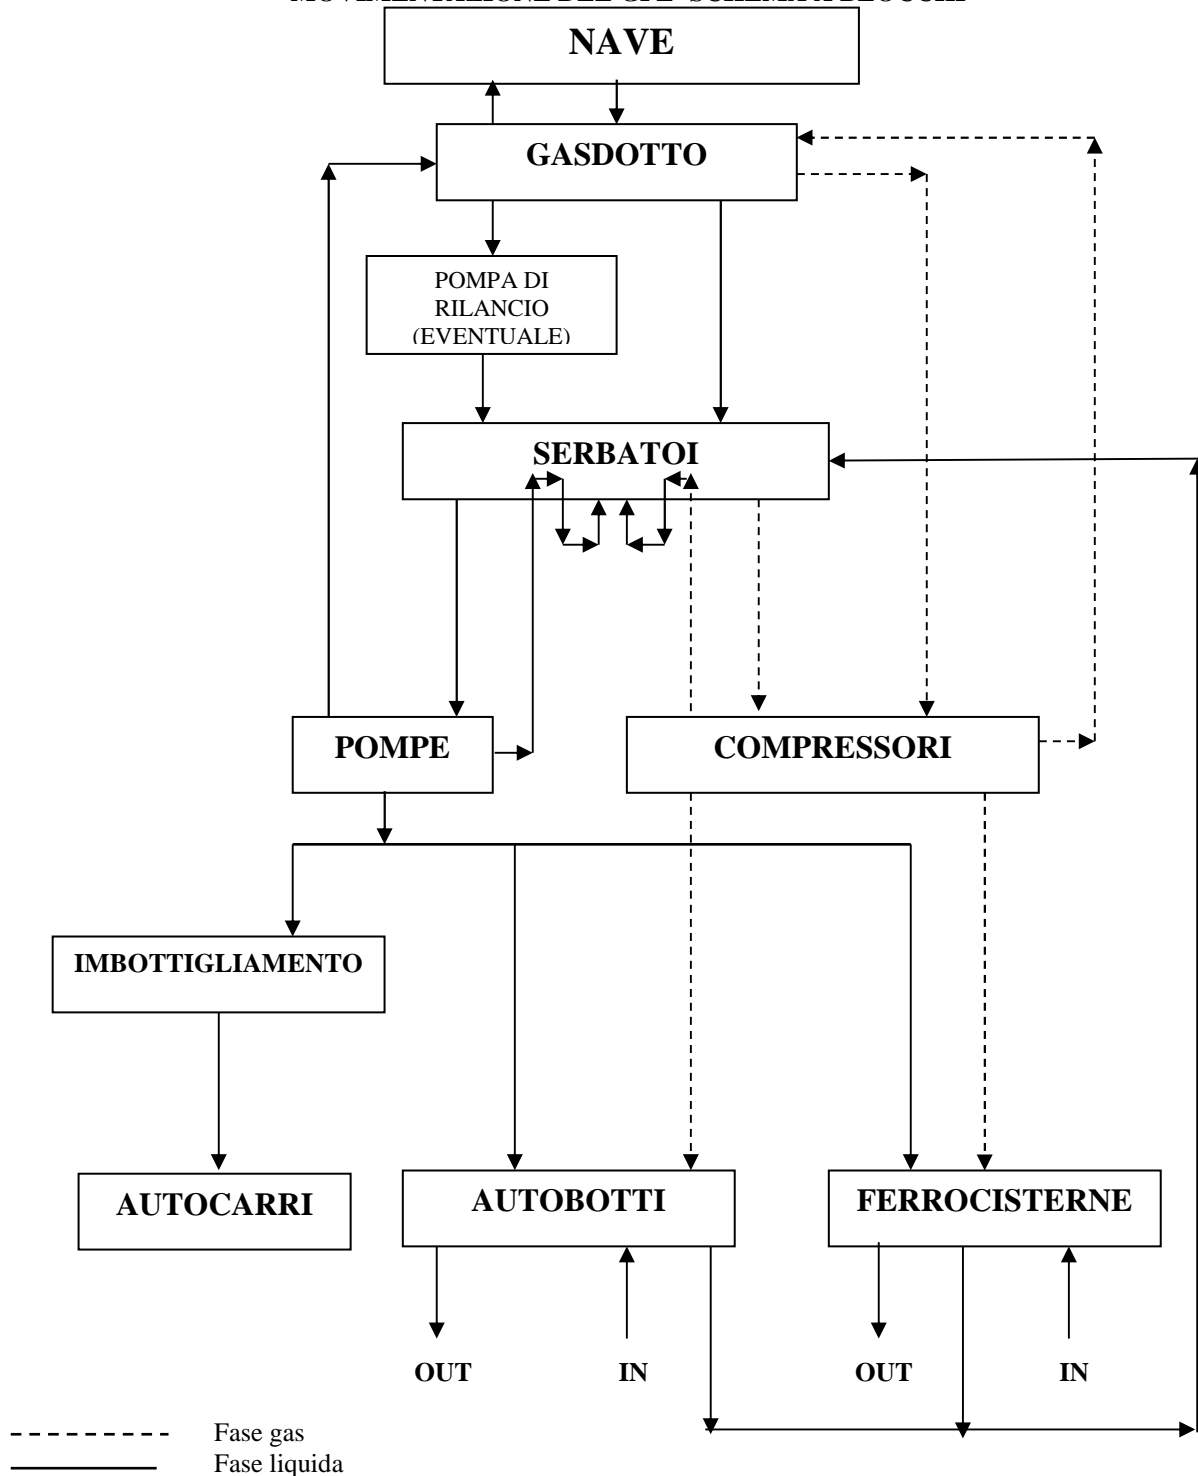 NAVE
GASDOTTO
POMPA DI
RILANCIO
(EVENTUALE)
SERBATOI
POMPE
COMPRESSORI
IMBOTTIGLIAMENTO
AUTOCARRI
AUTOBOTTI
FERROCISTERNE
OUT
IN
OUT
IN
Fase gas
Fase liquida